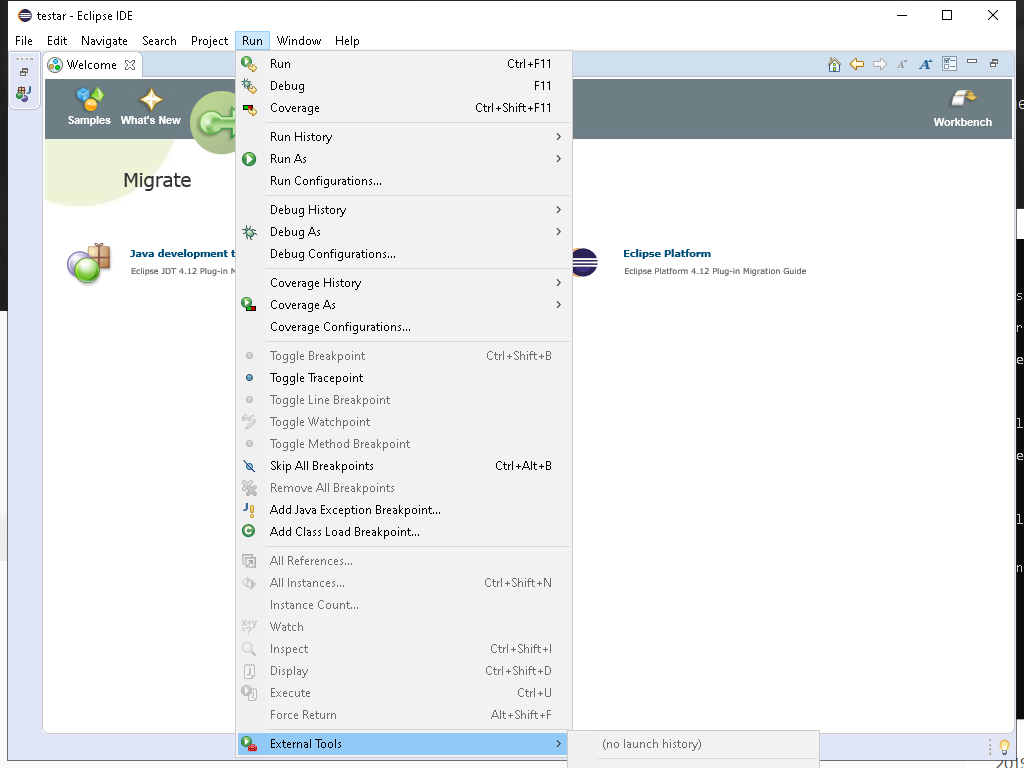 testar - Eclipse IDE
File Edit Navigate Search Project Run Window Help
Welcome
Samples What's New
Workbench
Migrate
Java development t
Eclipse JDT 4.12 Plug-in M
Eclipse Platform
Eclipse Platform 4.12 Plug-in Migration Guide
Run Ctrl+F11
Debug F11
Coverage Ctrl+Shift+F11
Run History
Run As
Run Configurations...
Debug History
Debug As
Debug Configurations...
Coverage History
Coverage As
Coverage Configurations...
Toggle Breakpoint Ctrl+Shift+B
Toggle Tracepoint
Toggle Line Breakpoint
Toggle Watchpoint
Toggle Method Breakpoint
Skip All Breakpoints Ctrl+Alt+B
Remove All Breakpoints
Add Java Exception Breakpoint...
Add Class Load Breakpoint...
All References...
All Instances... Ctrl+Shift+N
Instance Count...
Watch
Inspect Ctrl+Shift+I
Display Ctrl+Shift+D
Execute Ctrl+U
Force Return Alt+Shift+F
External Tools
(no launch history)